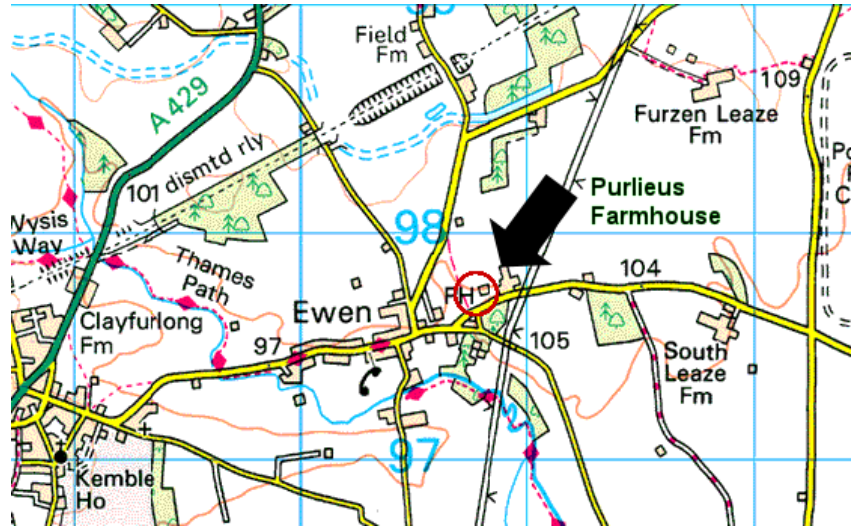 Field
Fm
A 429
109
Furzen Leaze
Fm
dismtd rly
101
Purlieus
Farmhouse
Wysis
Way
98
Thames
Path
104
PH
Ewen
Clayfurlong
Fm
97
105
South
Leaze
Fm
97
Kemble
Ho